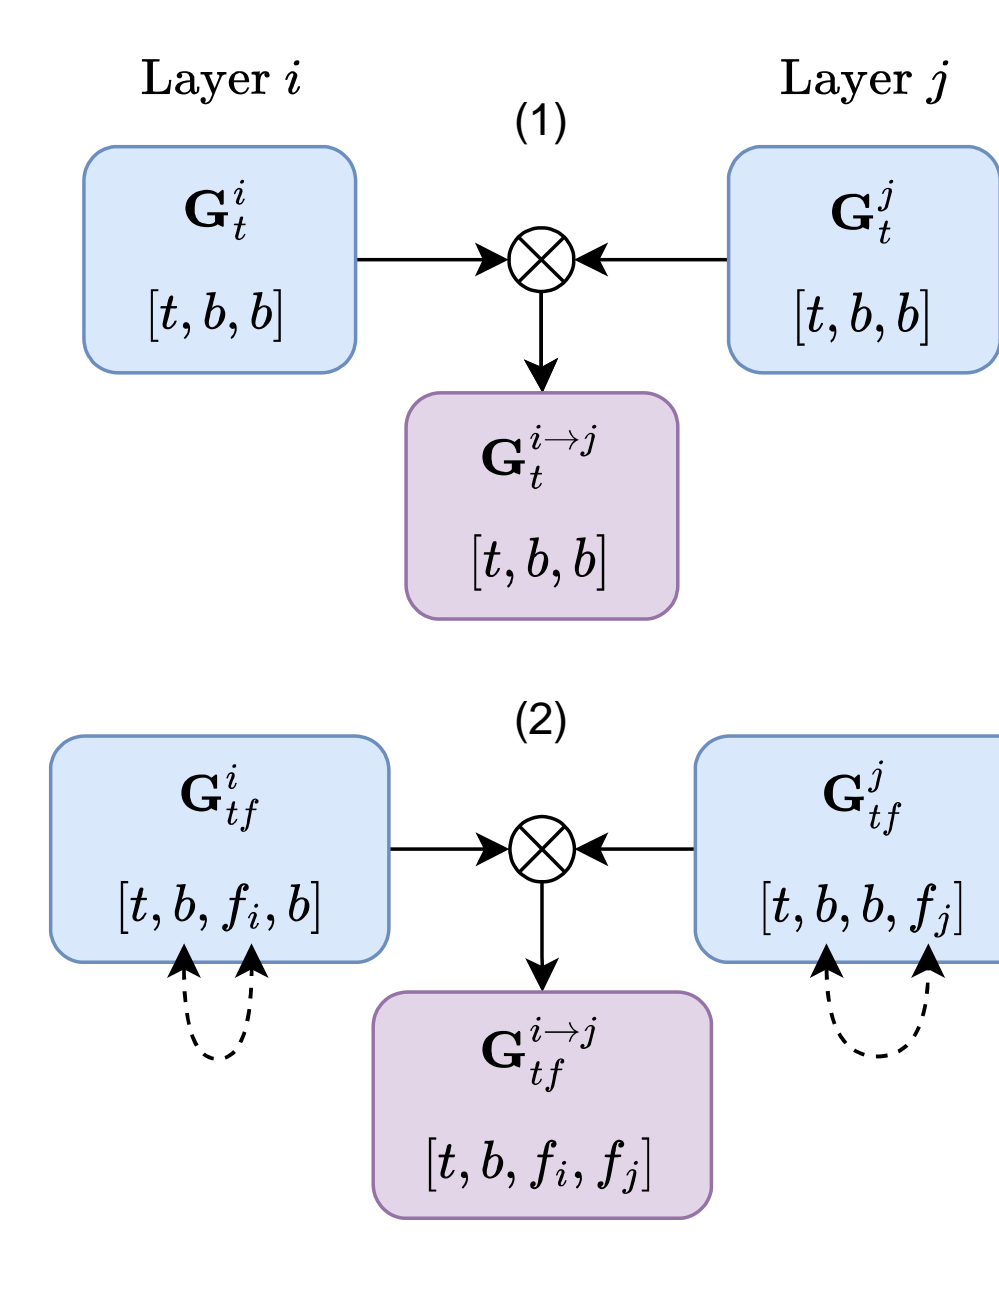 Layer i Layer j
(1)
G_t^i G_t^j
[t, b, b] [t, b, b]
G_t^{i→j}
[t, b, b]
(2)
G_{tf}^i G_{tf}^j
[t, b, f_i, b] [t, b, b, f_j]
G_{tf}^{i→j}
[t, b, f_i, f_j]